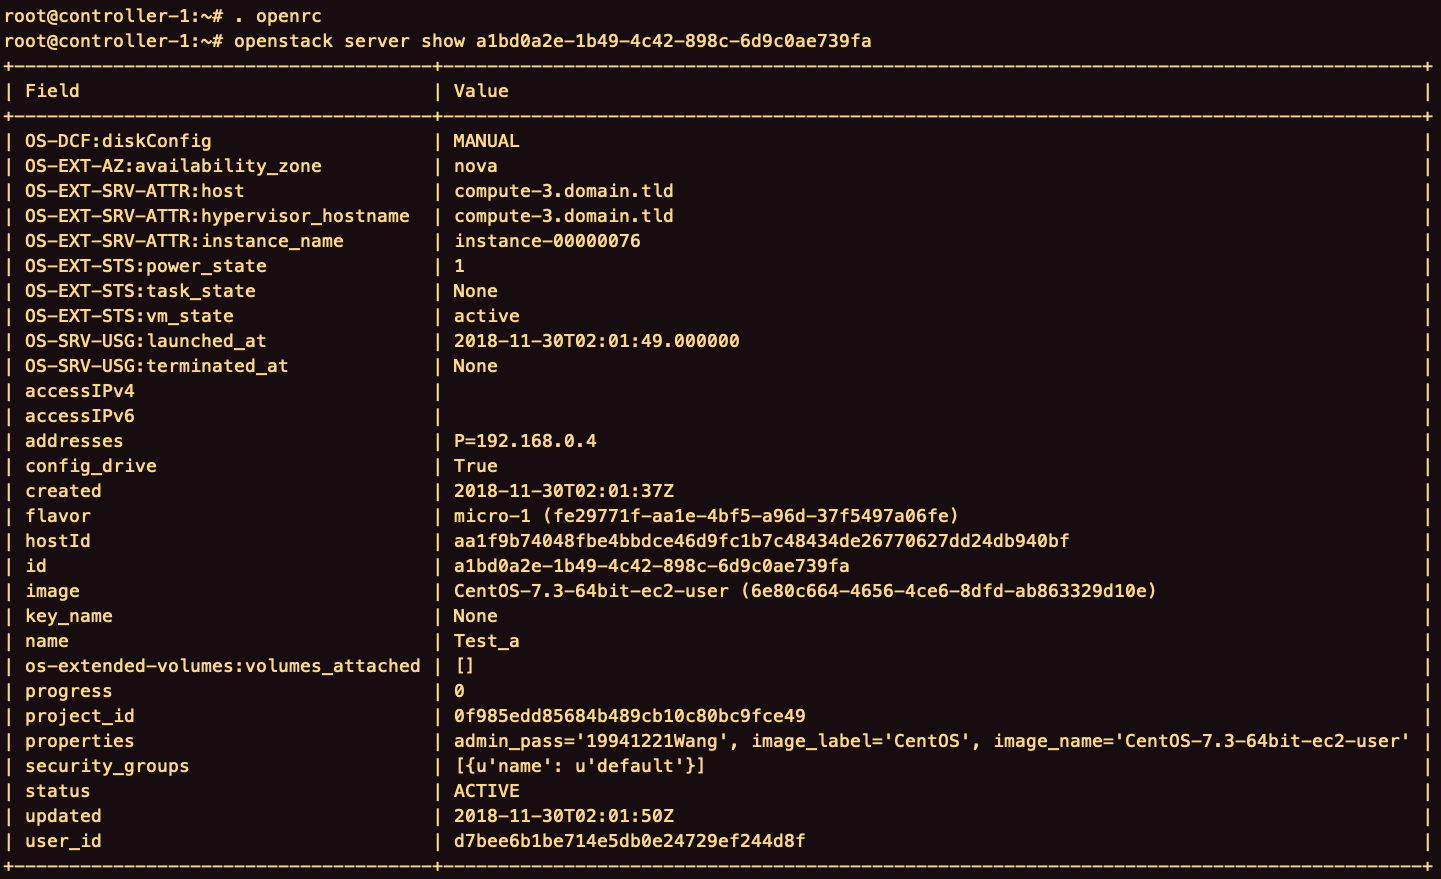 root@controller-1:~# . openrc
root@controller-1:~# openstack server show a1bd0a2e-1b49-4c42-898c-6d9c0ae739fa
| Field | Value |
| OS-DCF:diskConfig | MANUAL |
| OS-EXT-AZ:availability_zone | nova |
| OS-EXT-SRV-ATTR:host | compute-3.domain.tld |
| OS-EXT-SRV-ATTR:hypervisor_hostname | compute-3.domain.tld |
| OS-EXT-SRV-ATTR:instance_name | instance-00000076 |
| OS-EXT-STS:power_state | 1 |
| OS-EXT-STS:task_state | None |
| OS-EXT-STS:vm_state | active |
| OS-SRV-USG:launched_at | 2018-11-30T02:01:49.000000 |
| OS-SRV-USG:terminated_at | None |
| accessIPv4 | |
| accessIPv6 | |
| addresses | P=192.168.0.4 |
| config_drive | True |
| created | 2018-11-30T02:01:37Z |
| flavor | micro-1 (fe29771f-aa1e-4bf5-a96d-37f5497a06fe) |
| hostId | aa1f9b74048fbe4bbdce46d9fc1b7c48434de26770627dd24db940bf |
| id | a1bd0a2e-1b49-4c42-898c-6d9c0ae739fa |
| image | CentOS-7.3-64bit-ec2-user (6e80c664-4656-4ce6-8dfd-ab863329d10e) |
| key_name | None |
| name | Test_a |
| os-extended-volumes:volumes_attached | [] |
| progress | 0 |
| project_id | 0f985edd85684b489cb10c80bc9fce49 |
| properties | admin_pass='19941221Wang', image_label='CentOS', image_name='CentOS-7.3-64bit-ec2-user' |
| security_groups | [{u'name': u'default'}] |
| status | ACTIVE |
| updated | 2018-11-30T02:01:50Z |
| user_id | d7bee6b1be714e5db0e24729ef244d8f |